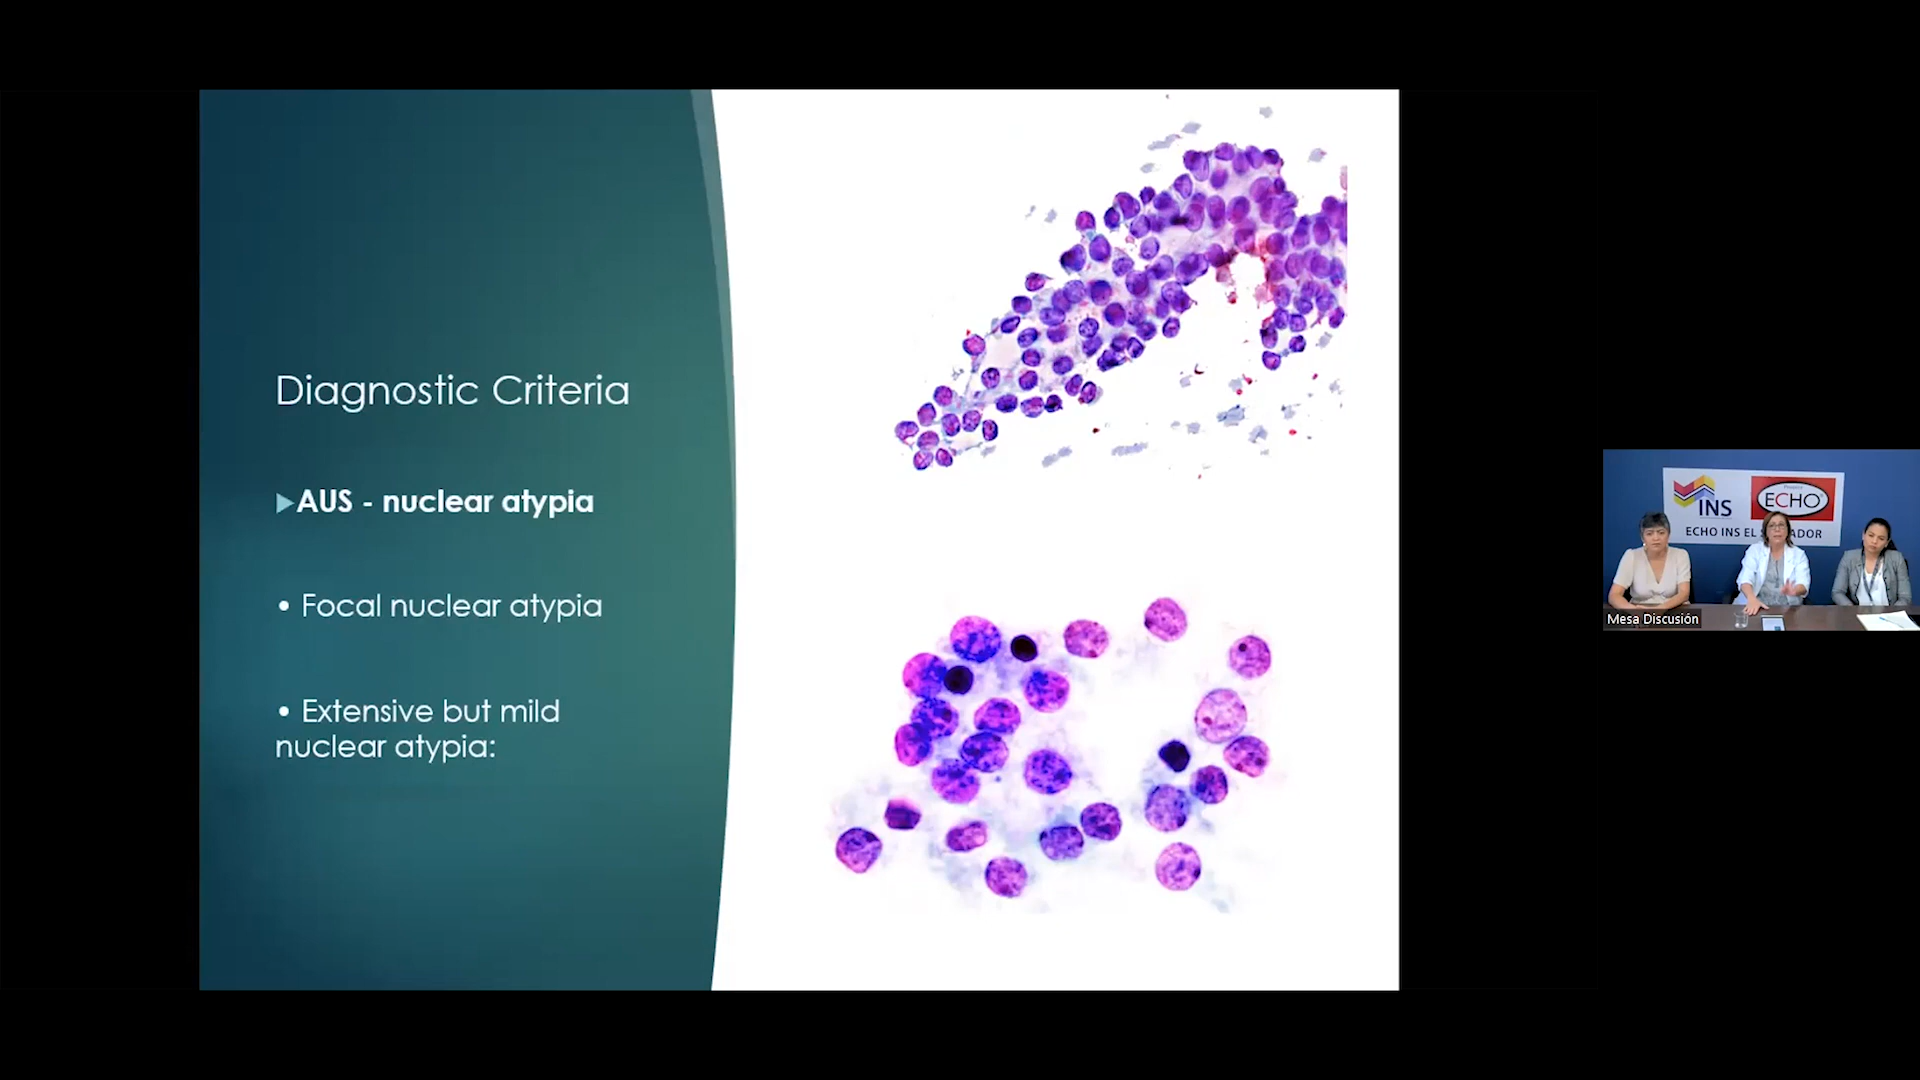 Diagnostic Criteria
AUS - nuclear atypia
• Focal nuclear atypia
• Extensive but mild
nuclear atypia:
INS
ECHO
ECHO INS EL S ADOR
Mesa Discusión